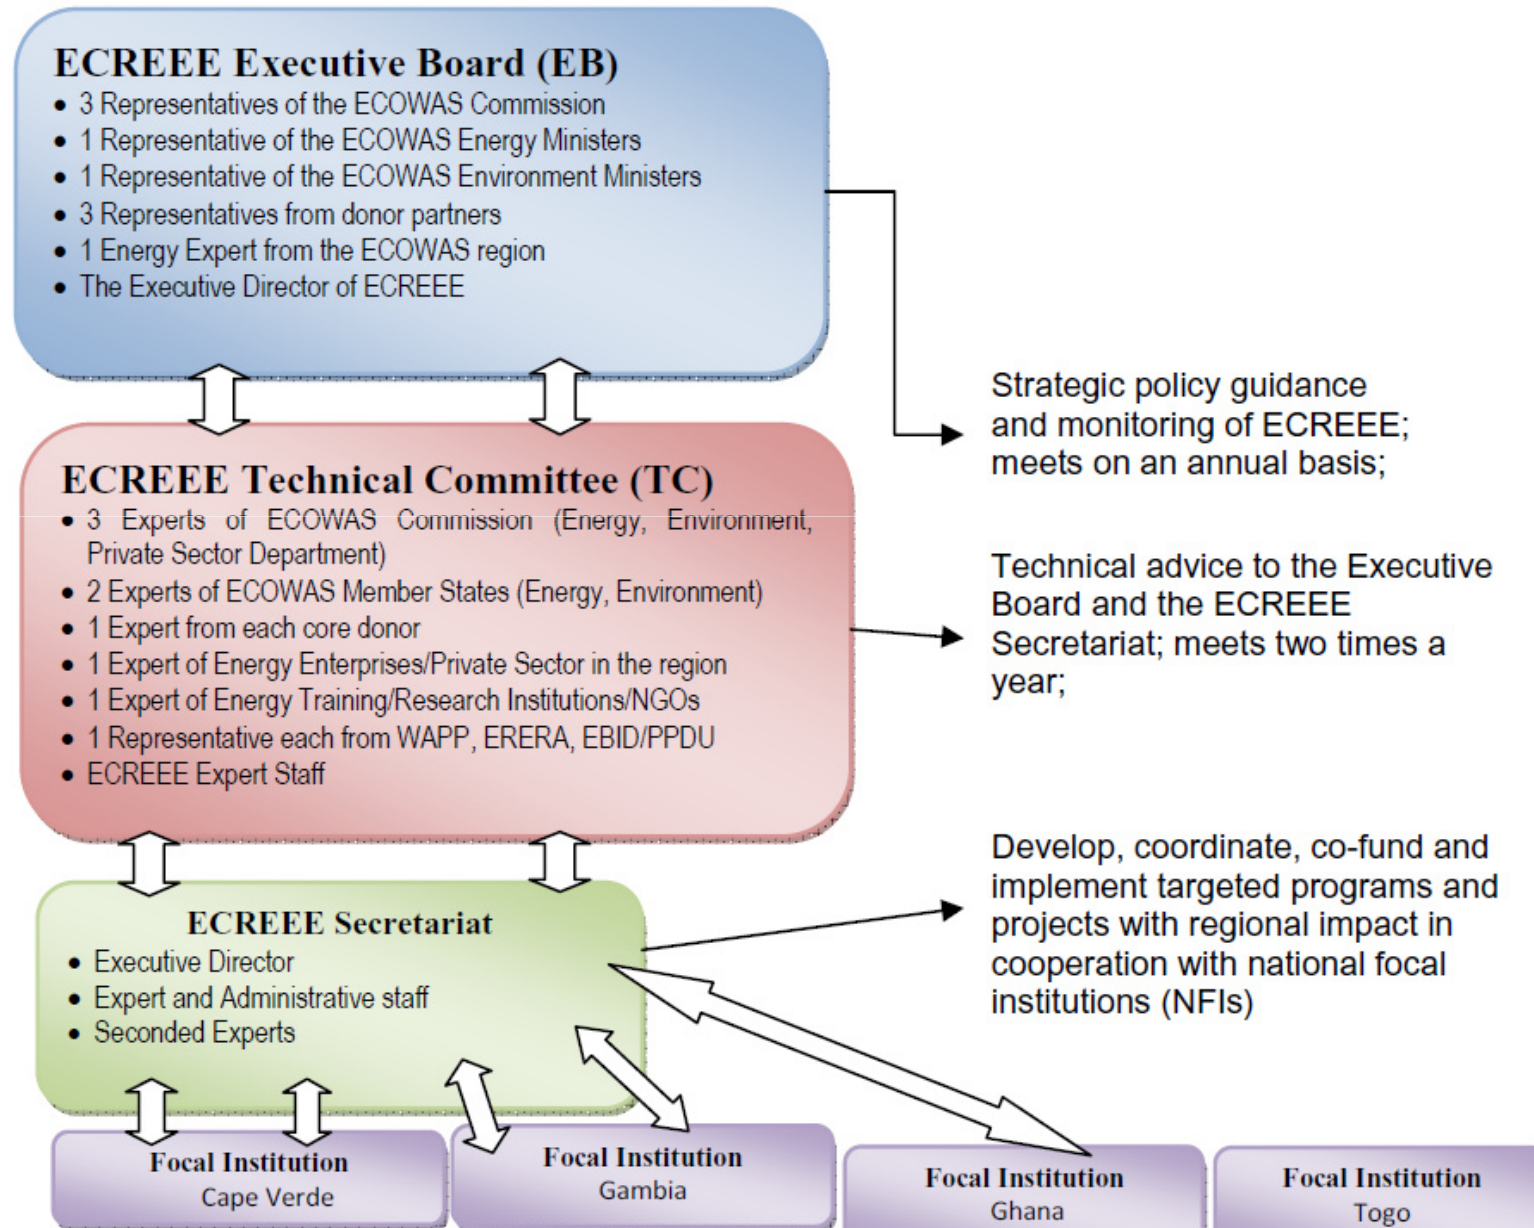 ECREEE Executive Board (EB)
• 3 Representatives of the ECOWAS Commission
• 1 Representative of the ECOWAS Energy Ministers
• 1 Representative of the ECOWAS Environment Ministers
• 3 Representatives from donor partners
• 1 Energy Expert from the ECOWAS region
• The Executive Director of ECREEE
Strategic policy guidance
and monitoring of ECREEE;
meets on an annual basis;
ECREEE Technical Committee (TC)
• 3 Experts of ECOWAS Commission (Energy, Environment,
Private Sector Department)
• 2 Experts of ECOWAS Member States (Energy, Environment)
• 1 Expert from each core donor
• 1 Expert of Energy Enterprises/Private Sector in the region
• 1 Expert of Energy Training/Research Institutions/NGOs
• 1 Representative each from WAPP, ERERA, EBID/PPDU
• ECREEE Expert Staff
Technical advice to the Executive
Board and the ECREEE
Secretariat; meets two times a
year;
ECREEE Secretariat
• Executive Director
• Expert and Administrative staff
• Seconded Experts
Develop, coordinate, co-fund and
implement targeted programs and
projects with regional impact in
cooperation with national focal
institutions (NFIs)
Focal Institution
Cape Verde
Focal Institution
Gambia
Focal Institution
Ghana
Focal Institution
Togo